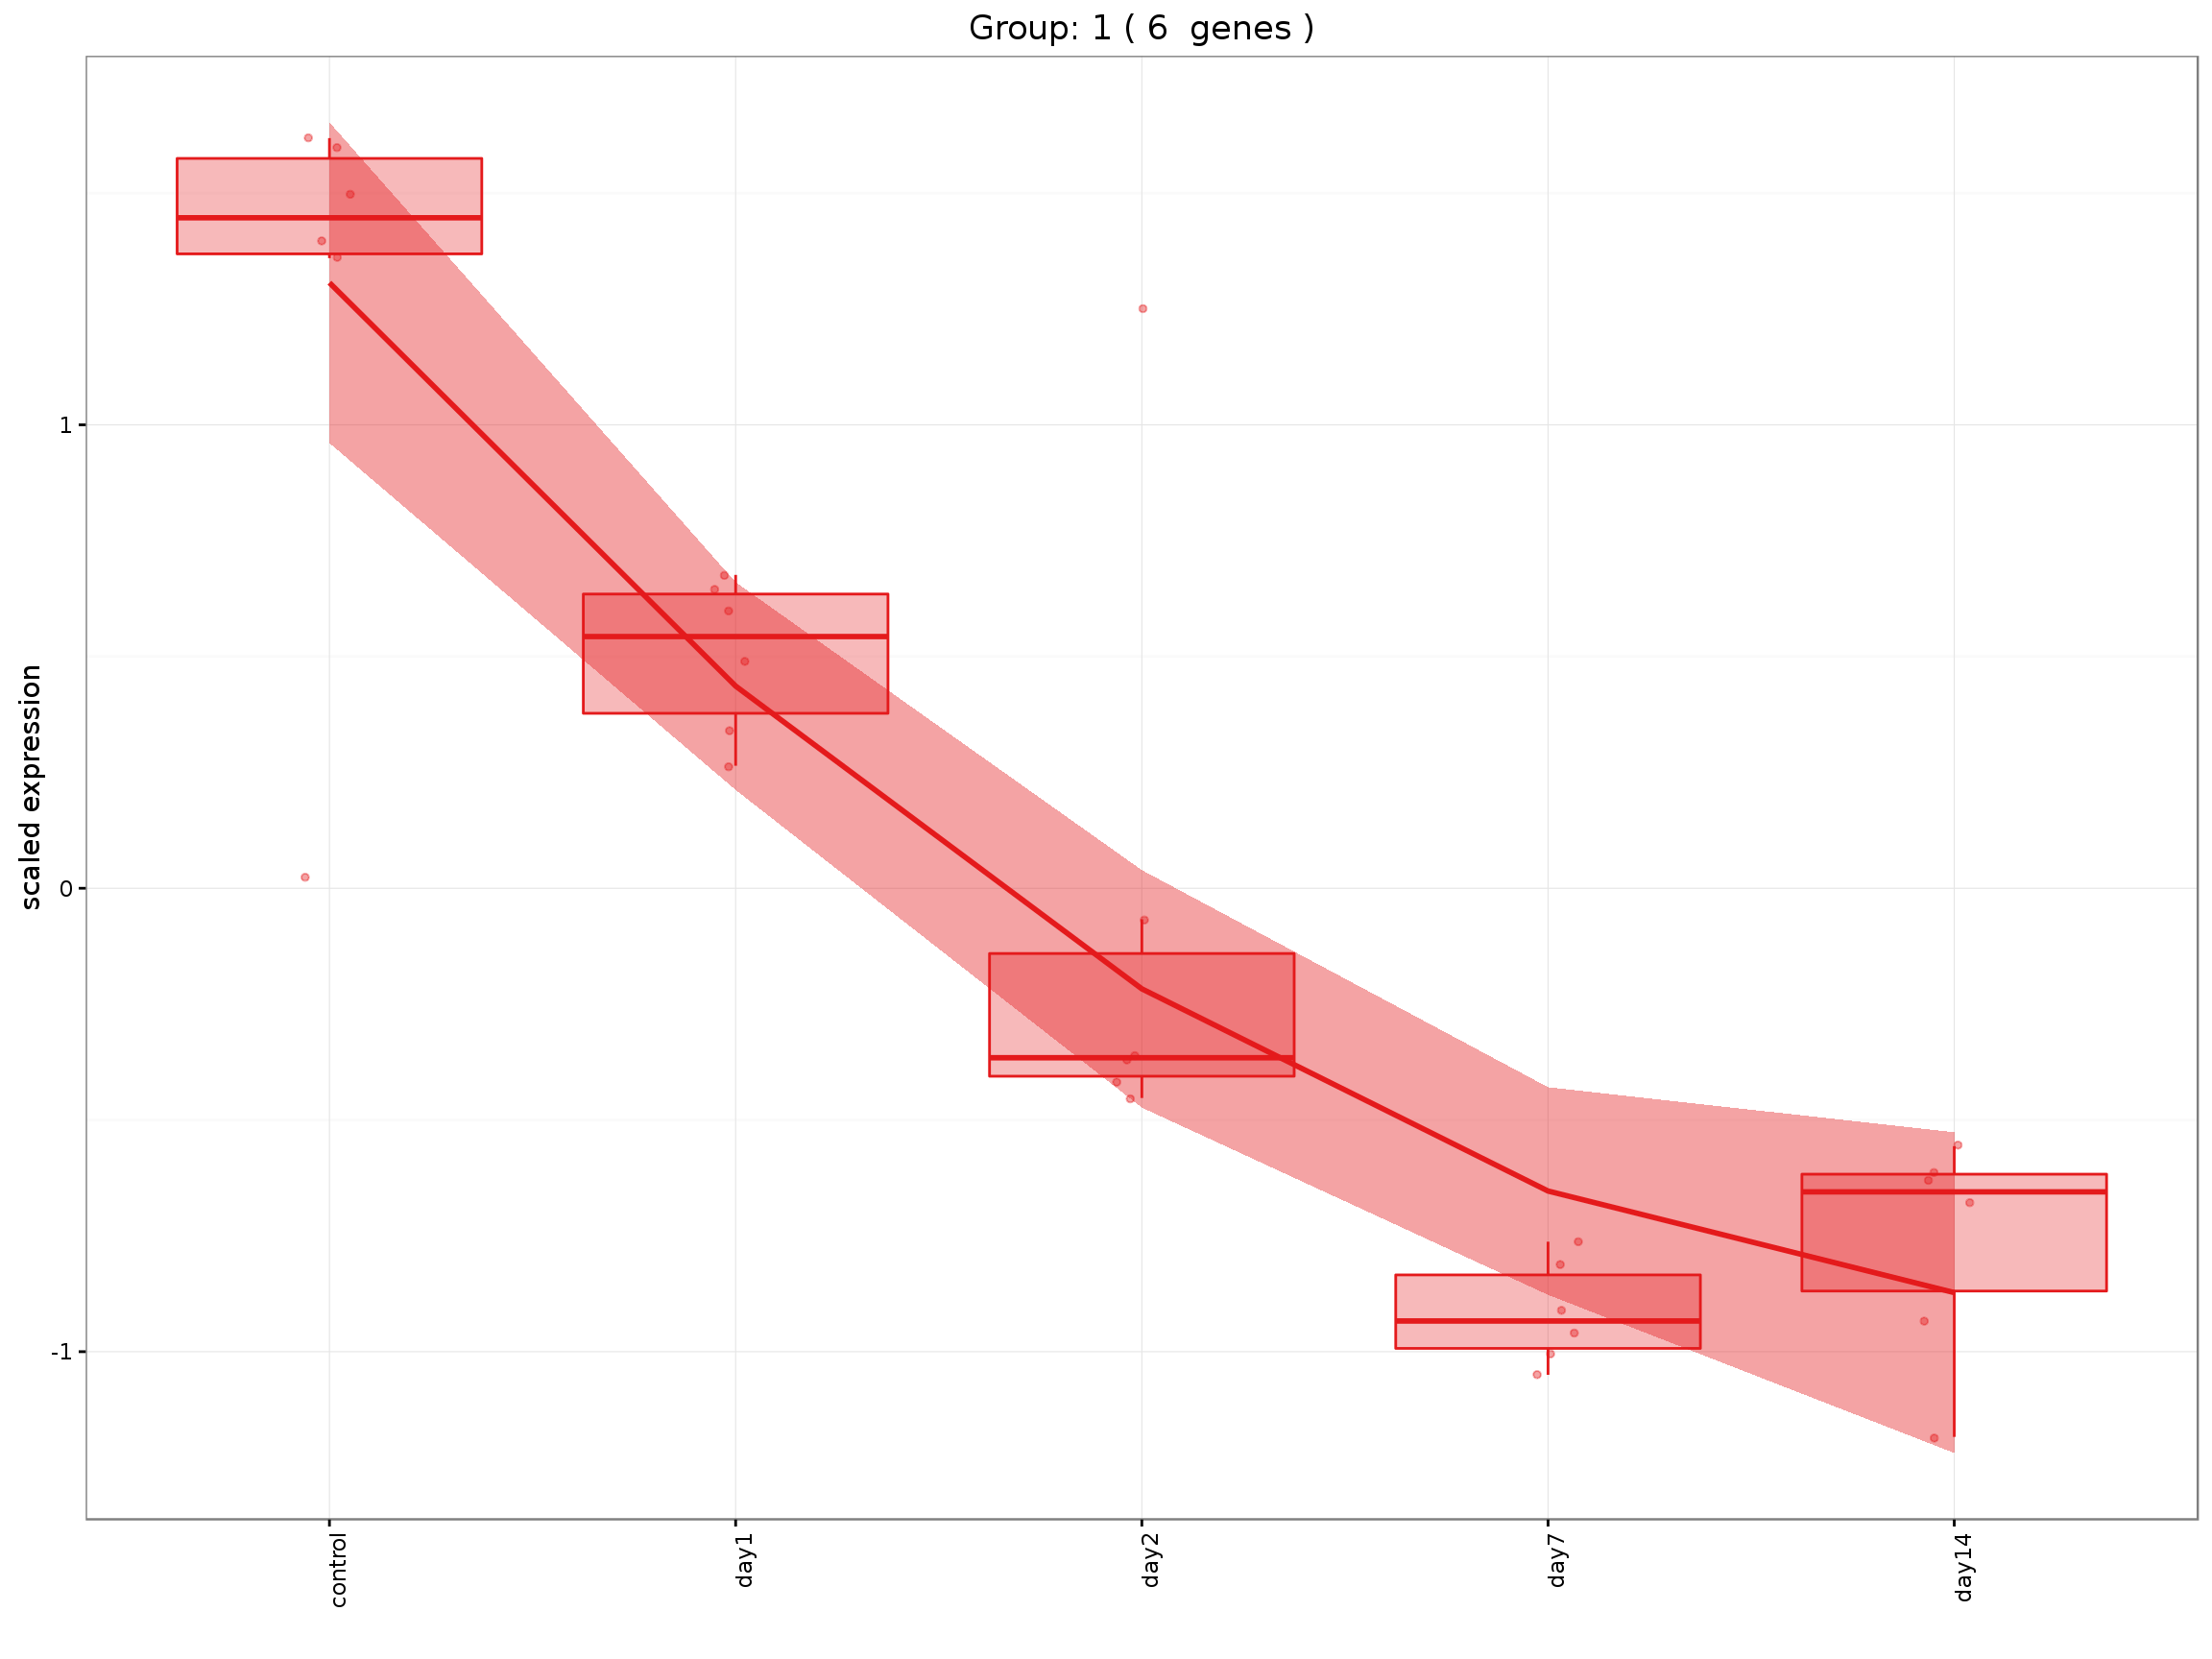 Group: 1 ( 6  genes )
scaled expression
1
0
-1
control
day1
day2
day7
day14